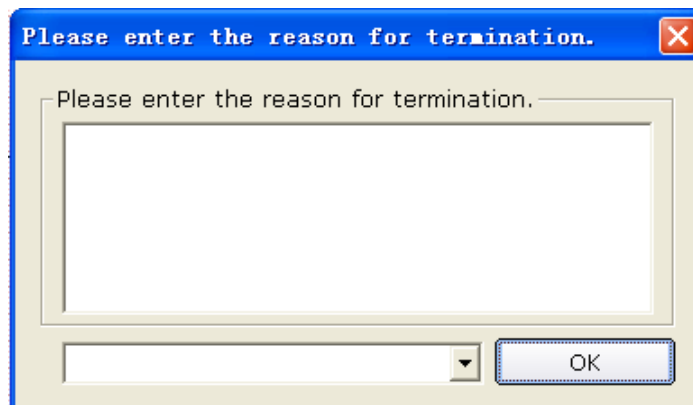 Please enter the reason for termination.
Please enter the reason for termination.
OK